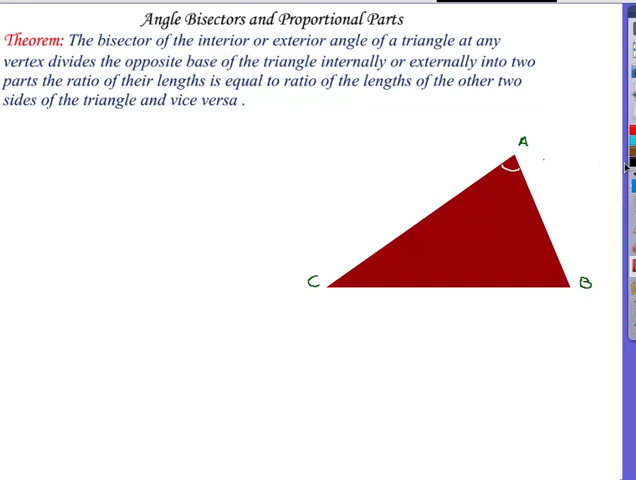 Angle Bisectors and Proportional Parts
Theorem: The bisector of the interior or exterior angle of a triangle at any
vertex divides the opposite base of the triangle internally or externally into two
parts the ratio of their lengths is equal to ratio of the lengths of the other two
sides of the triangle and vice versa .
A
C
B